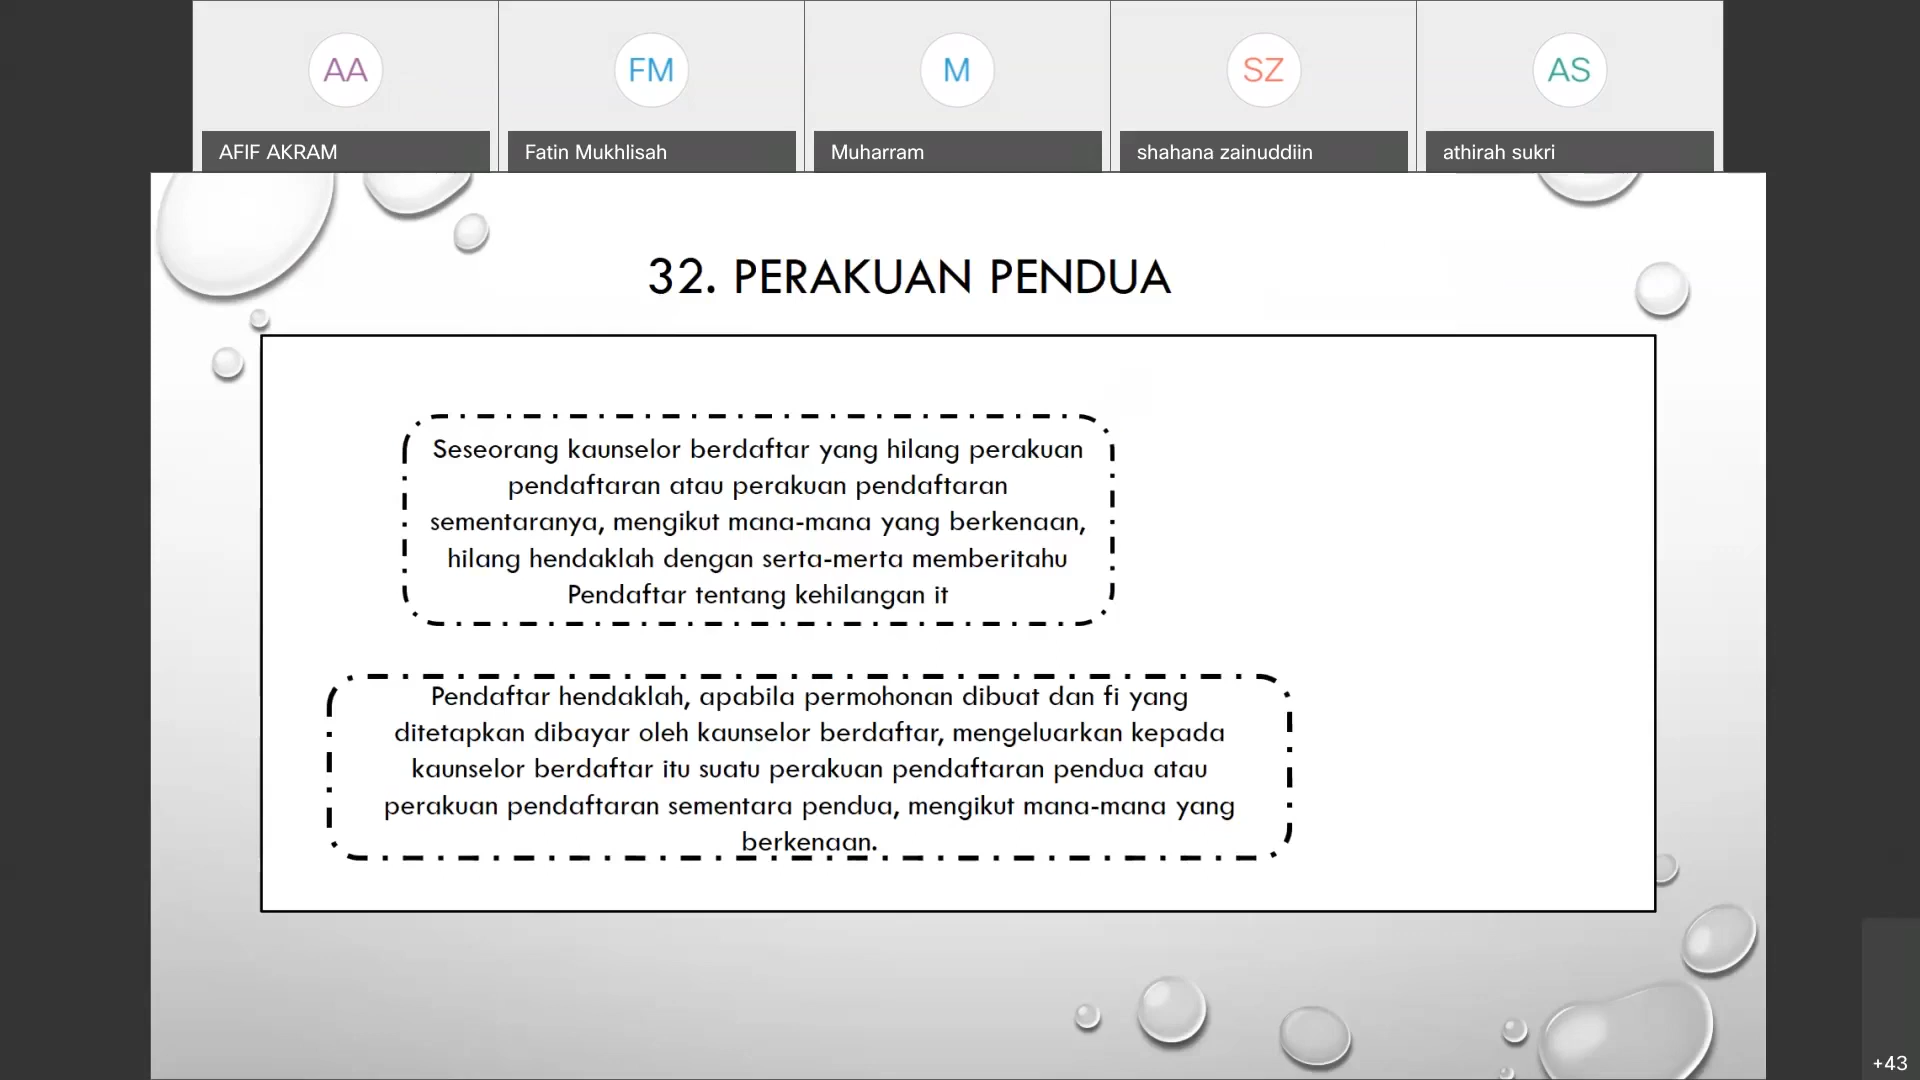 AA
FM
M
SZ
AS
AFIF AKRAM
Fatin Mukhlisah
Muharram
shahana zainuddiin
athirah sukri
32. PERAKUAN PENDUA
Seseorang kaunselor berdaftar yang hilang perakuan
pendaftaran atau perakuan pendaftaran
sementaranya, mengikut mana-mana yang berkenaan,
hilang hendaklah dengan serta-merta memberitahu
Pendaftar tentang kehilangan it
Pendaftar hendaklah, apabila permohonan dibuat dan fi yang
ditetapkan dibayar oleh kaunselor berdaftar, mengeluarkan kepada
kaunselor berdaftar itu suatu perakuan pendaftaran pendua atau
perakuan pendaftaran sementara pendua, mengikut mana-mana yang
berkenaan.
+43